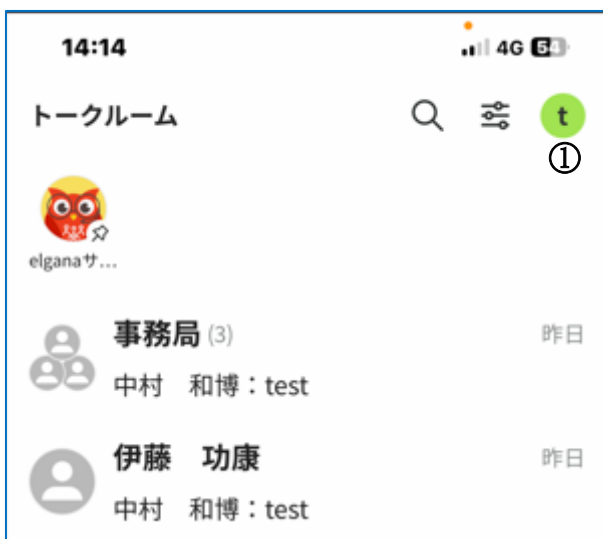 14:14 4G 54
トークルーム t
①
elganaサ...
事務局 (3) 昨日
中村　和博：test
伊藤　功康 昨日
中村　和博：test